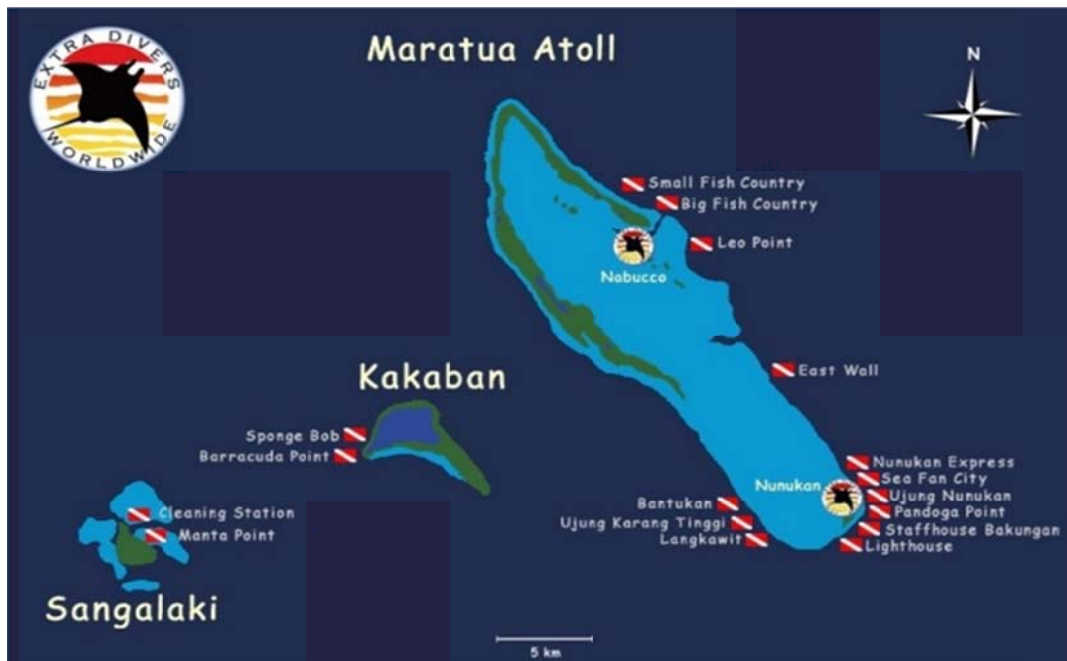 EXTRA DIVERS
WORLDWIDE
Maratua Atoll
N
Small Fish Country
Big Fish Country
Leo Point
Nabucco
East Wall
Kakaban
Sponge Bob
Barracuda Point
Nunukan Express
Sea Fan City
Nunukan
Ujung Nunukan
Bantukan
Pandoga Point
Ujung Karang Tinggi
Staffhouse Bakungan
Langkawit
Lighthouse
Cleaning Station
Manta Point
Sangalaki
5 km